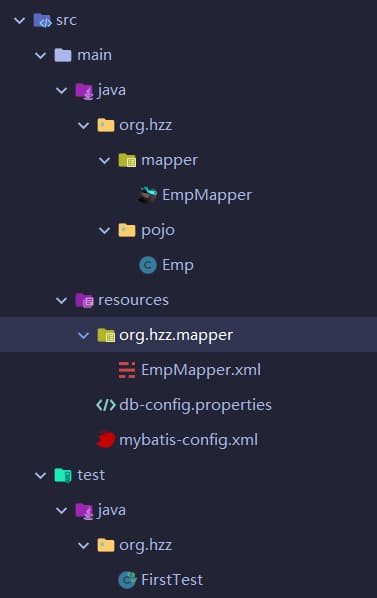 src
main
java
org.hzz
mapper
EmpMapper
pojo
Emp
resources
org.hzz.mapper
EmpMapper.xml
db-config.properties
mybatis-config.xml
test
java
org.hzz
FirstTest